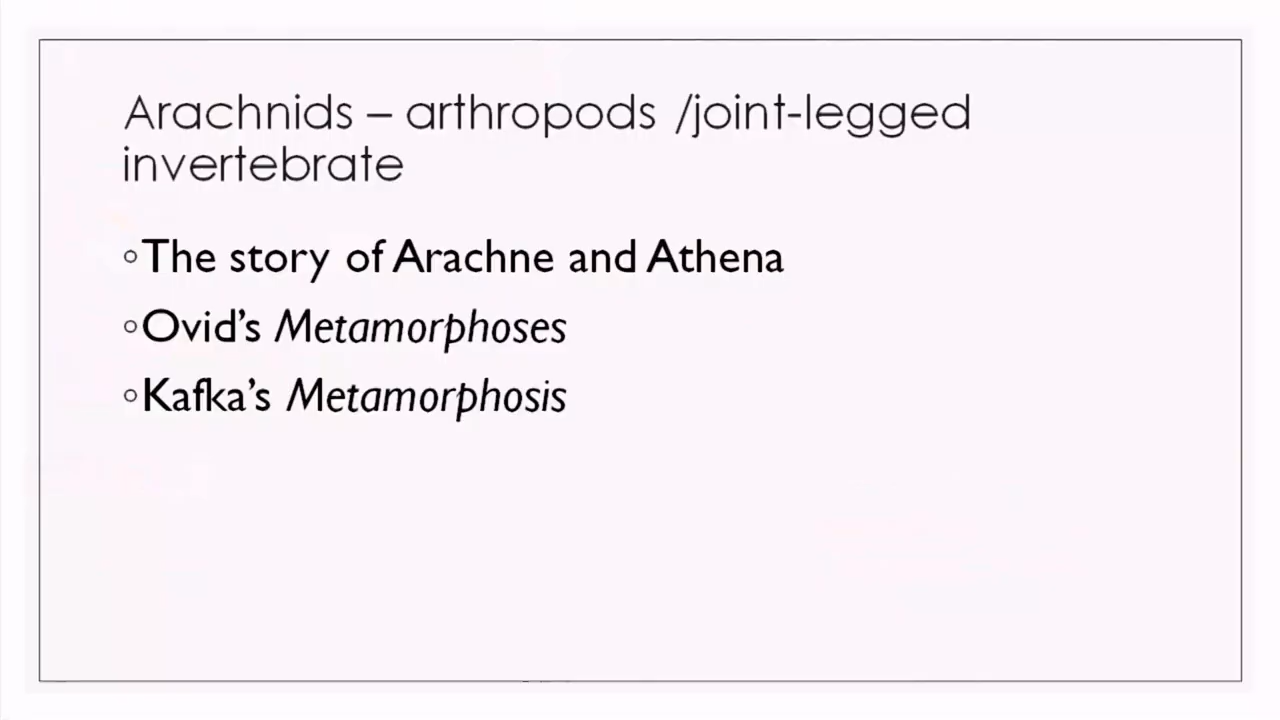 Arachnids – arthropods /joint-legged
invertebrate
◦The story of Arachne and Athena
◦Ovid’s Metamorphoses
◦Kafka’s Metamorphosis